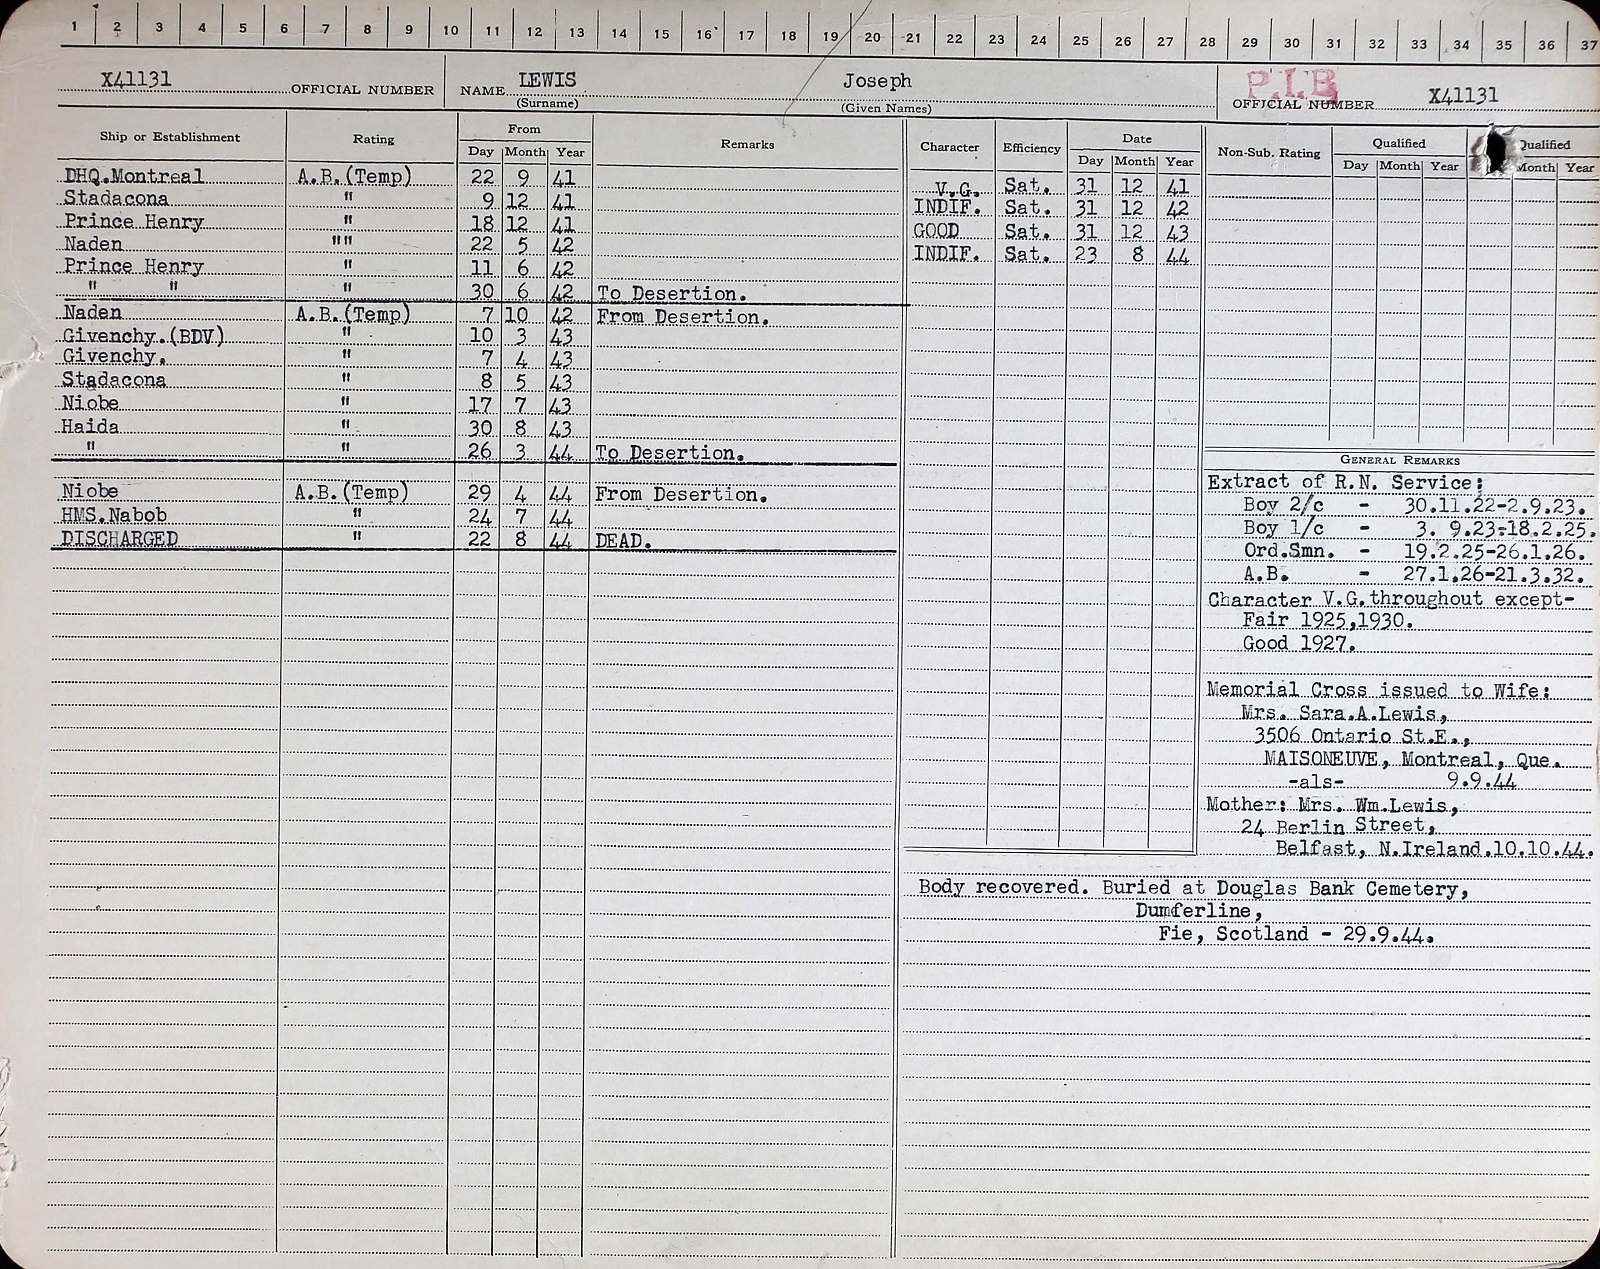 1 2 3 4 5 6 7 8 9 10 11 12 13 14 15 16 17 18 19 20 21 22 23 24 25 26 27 28 29 30 31 32 33 34 35 36 37
X41131 OFFICIAL NUMBER NAME LEWIS Joseph P.I.B OFFICIAL NUMBER X41131
(Surname) (Given Names)
Ship or Establishment Rating From Remarks
Day Month Year
DHQ.Montreal A.B.(Temp) 22 9 41
Stadacona " 9 12 41
Prince Henry " 18 12 41
Naden "" 22 5 42
Prince Henry " 11 6 42
" " " 30 6 42 To Desertion.
Naden A.B.(Temp) 7 10 42 From Desertion.
Givenchy.(BDV) " 10 3 43
Givenchy. " 7 4 43
Stadacona " 8 5 43
Niobe " 17 7 43
Haida " 30 8 43
" " 26 3 44 To Desertion.
Niobe A.B.(Temp) 29 4 44 From Desertion.
HMS.Nabob " 24 7 44
DISCHARGED " 22 8 44 DEAD.
Character Efficiency Date
Day Month Year
V.G. Sat. 31 12 41
INDIF. Sat. 31 12 42
GOOD Sat. 31 12 43
INDIF. Sat. 23 8 44
Non-Sub. Rating Qualified Qualified
Day Month Year Month Year
GENERAL REMARKS
Extract of R.N. Service:
Boy 2/c - 30.11.22-2.9.23.
Boy 1/c - 3. 9.23-18.2.25.
Ord.Smn. - 19.2.25-26.1.26.
A.B. - 27.1.26-21.3.32.
Character V.G.throughout except-
Fair 1925,1930.
Good 1927.
Memorial Cross issued to Wife:
Mrs. Sara.A.Lewis,
3506 Ontario St.E.,
MAISONEUVE, Montreal, Que.
-als- 9.9.44
Mother: Mrs. Wm.Lewis,
24 Berlin Street,
Belfast, N.Ireland.10.10.44.
Body recovered. Buried at Douglas Bank Cemetery,
Dumferline,
Fie, Scotland - 29.9.44.